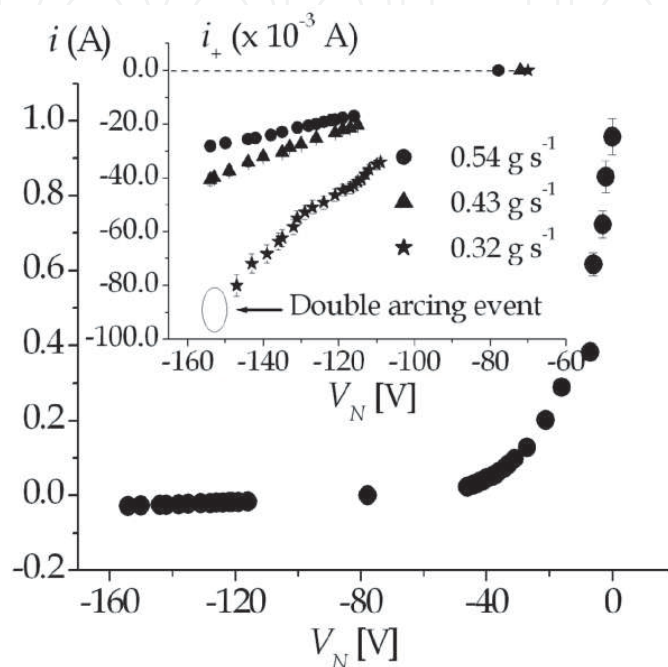 i (A)
i₊ (x 10⁻³ A)
0.0
-20.0
-40.0
-60.0
-80.0
-100.0
0.54 g s⁻¹
0.43 g s⁻¹
0.32 g s⁻¹
Double arcing event
-160 -140 -120 -100 -80 -60
V_N [V]
1.0
0.8
0.6
0.4
0.2
0.0
-0.2
-160 -120 -80 -40 0
V_N [V]